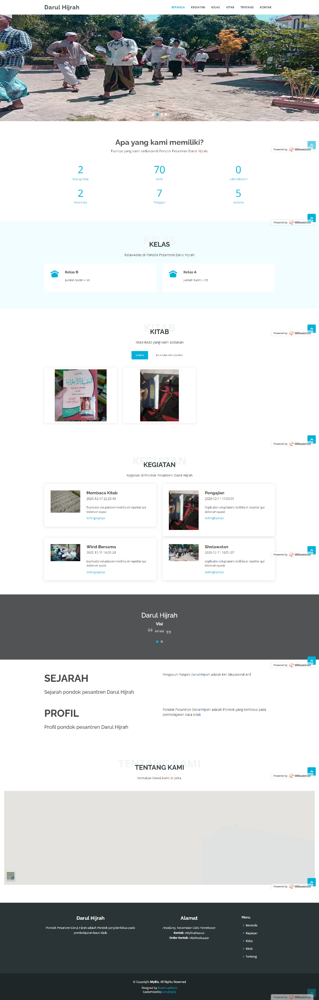 Darul Hijrah
BERANDA KEGIATAN KELAS KITAB TENTANG KONTAK
Apa yang kami memiliki?
Fasilitas yang kami sediakan di Pondok Pesantren Darul Hijrah.
Powered by 000webhost
2 70 0
Ruang Kelas Santri Laboratorium
2 7 5
Musholla Pengajar Asrama
Powered by 000webhost
KELAS
KELAS
Kelas-kelas di Pondok Pesantren Darul Hijrah
Kelas B
Jumlah Santri = 50
Kelas A
Jumlah Santri = 20
KITAB
KITAB
Powered by 000webhost
Kitab-kitab yang kami sediakan
SEMUA KITAB NAHWU SORROF
العقيدة الإسلامية
Powered by 000webhost
KEGIATAN
KEGIATAN
Kegiatan di Pondok Pesantren Darul Hijrah
Membaca Kitab
2020-12-17 22:20:40
Explicabo voluptatem mollitia et repellat qui
dolorum quasi
Selengkapnya
Pengajian
2020-12-11 17:03:01
Explicabo voluptatem mollitia et repellat qui
dolorum quasi
Selengkapnya
Wirid Bersama
2020-12-11 16:51:20
Explicabo voluptatem mollitia et repellat qui
dolorum quasi
Selengkapnya
Sholawatan
2020-12-11 16:51:07
Explicabo voluptatem mollitia et repellat qui
dolorum quasi
Selengkapnya
Powered by 000webhost
Darul Hijrah
Visi
Ini visi
Powered by 000webhost
SEJARAH
Sejarah pondok pesantren Darul Hijrah
Pengasuh Ponpes Darul Hijrah adalah KH. Muzammil Arif
PROFIL
Profil pondok pesantren Darul Hijrah
Pondok Pesantren Darul Hijrah adalah Pondok yang berfokus pada
pembelajaran baca kitab
TENTANG KAMI
TENTANG KAMI
Temukan lokasi kami di peta.
Powered by 000webhost
Powered by 000webhost
Darul Hijrah
Pondok Pesantren Darul Hijrah adalah Pondok yang berfokus pada
pembelajaran baca kitab
Alamat
Artodung, Kecamatan Galis Pamekasan
Kontak: 085604844441
Order Kontak: 085604844441
Menu
Beranda
Kegiatan
Kelas
Kitab
Tentang
© Copyright MyBiz. All Rights Reserved
Designed by BootstrapMade
Customized by LimaDigital
Powered by 000webhost